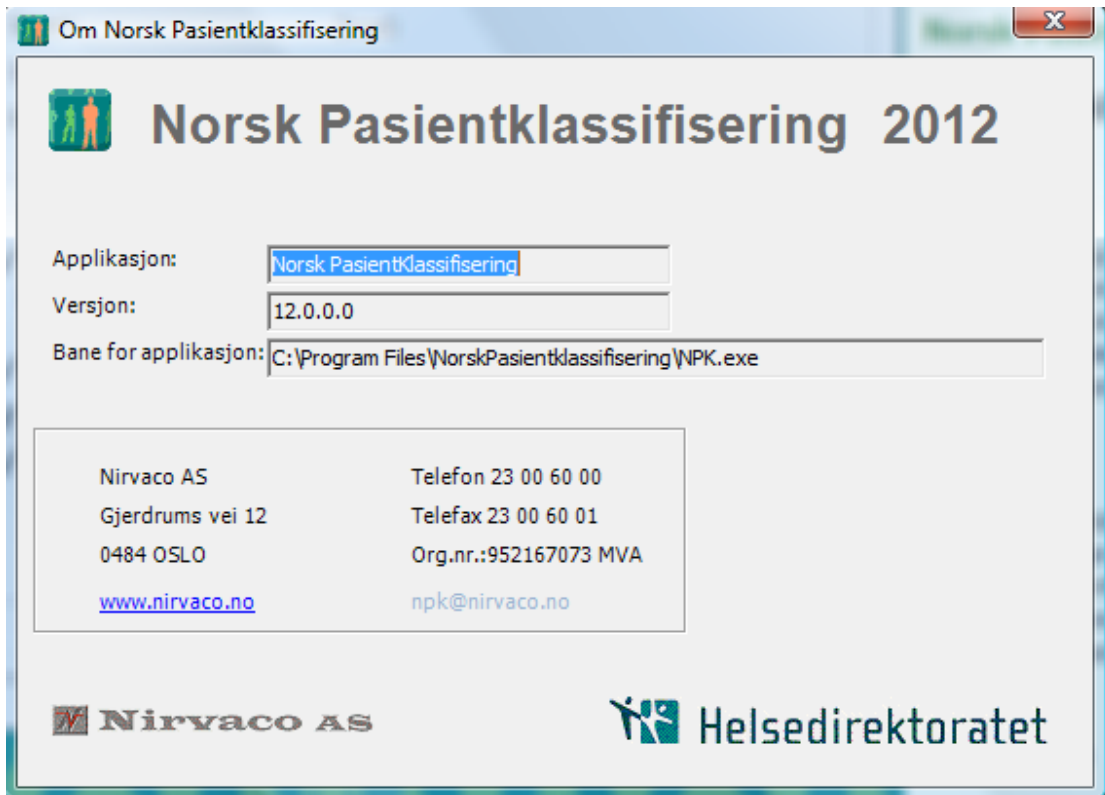 Om Norsk Pasientklassifisering
Norsk Pasientklassifisering 2012
Applikasjon: Norsk PasientKlassifisering
Versjon: 12.0.0.0
Bane for applikasjon: C:\Program Files\NorskPasientklassifisering\NPK.exe
Nirvaco AS Telefon 23 00 60 00
Gjerdrums vei 12 Telefax 23 00 60 01
0484 OSLO Org.nr.:952167073 MVA
www.nirvaco.no npk@nirvaco.no
Nirvaco AS Helsedirektoratet